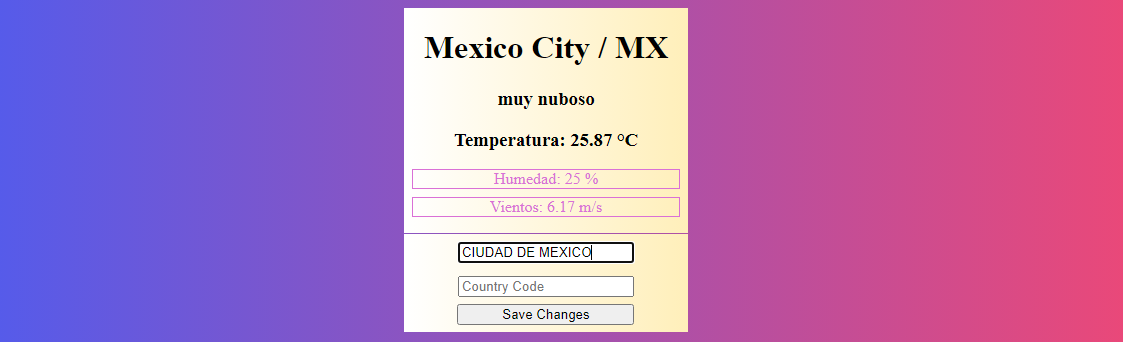 Mexico City / MX
muy nuboso
Temperatura: 25.87 °C
Humedad: 25 %
Vientos: 6.17 m/s
CIUDAD DE MEXICO
Country Code
Save Changes